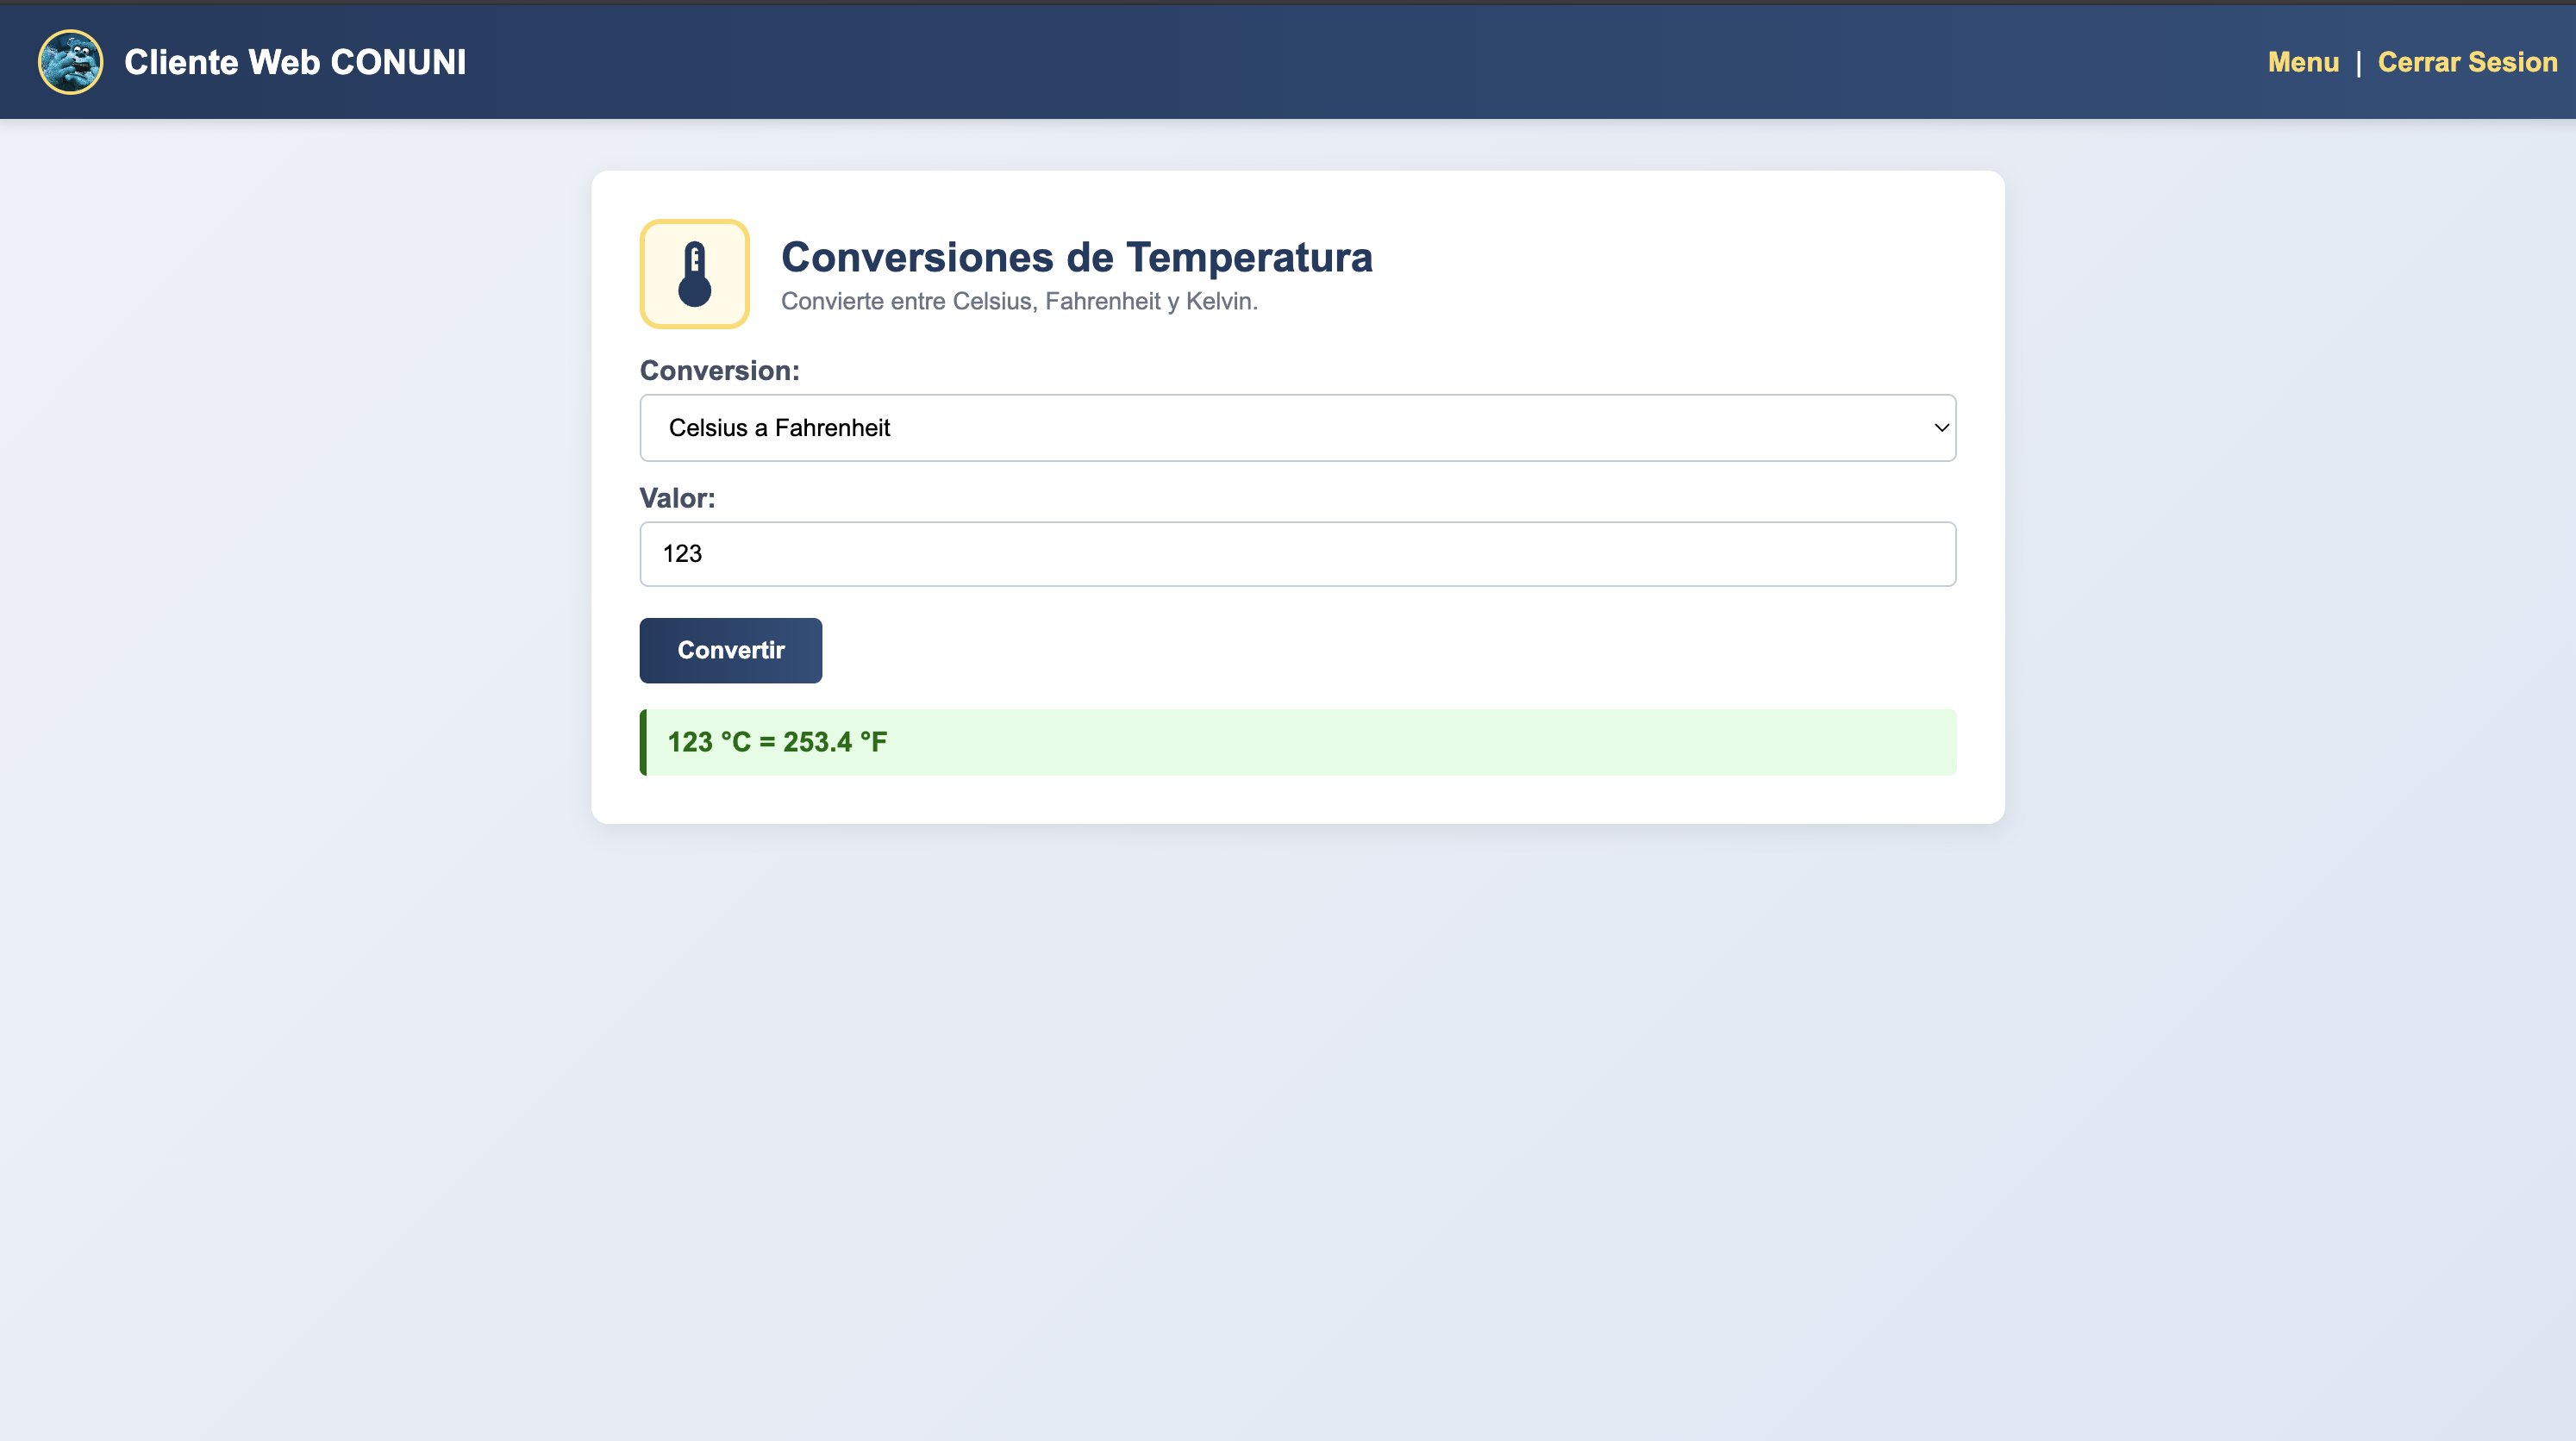 Cliente Web CONUNI
Menu | Cerrar Sesion
Conversiones de Temperatura
Convierte entre Celsius, Fahrenheit y Kelvin.
Conversion:
Celsius a Fahrenheit
Valor:
123
Convertir
123 °C = 253.4 °F